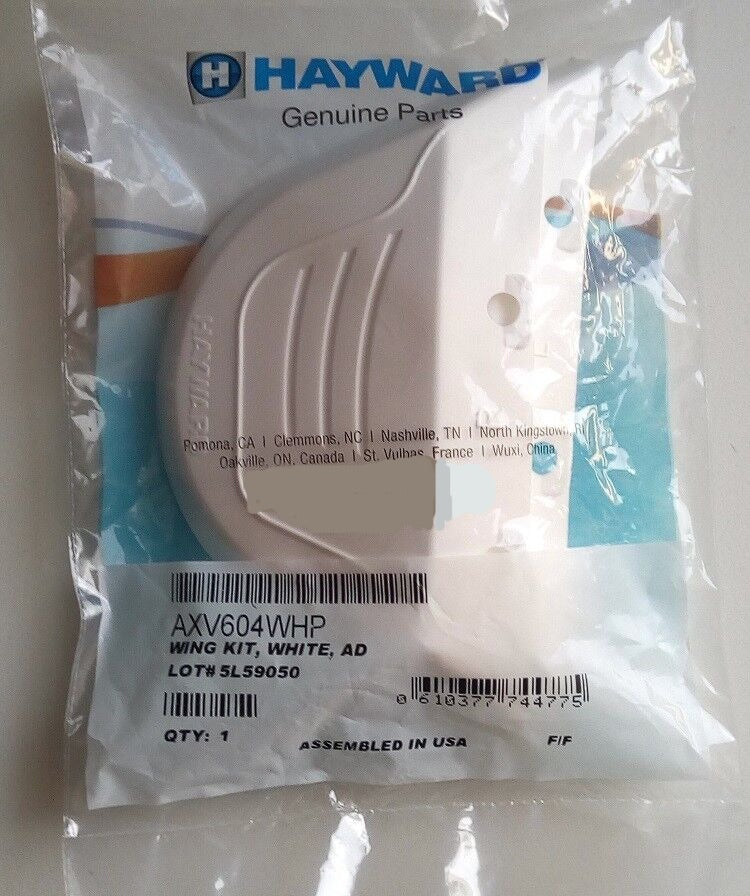 H HAYWARD
Genuine Parts
HAYWARD
Pomona, CA | Clemmons, NC | Nashville, TN | North Kingstown, RI
Oakville, ON, Canada | St. Vulbas, France | Wuxi, China
AXV604WHP
WING KIT, WHITE, AD
LOT# 5L59050
0 610377 744775
QTY: 1
ASSEMBLED IN USA
F/F